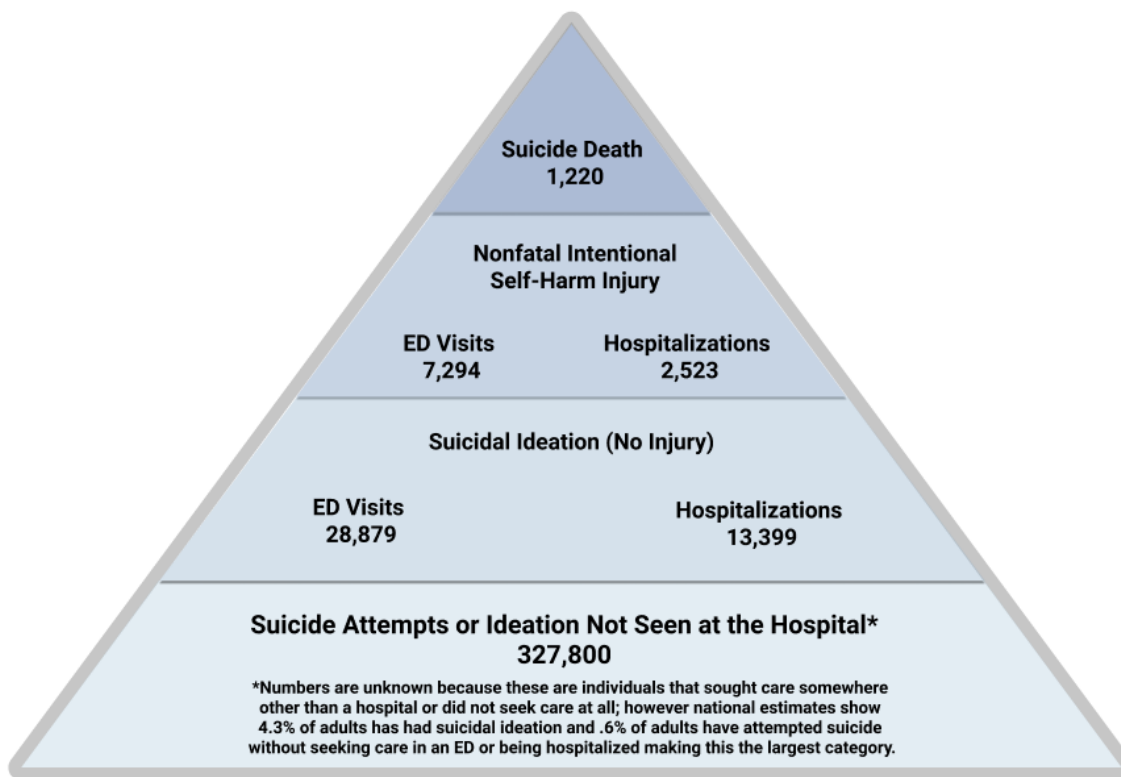 Suicide Death
1,220
Nonfatal Intentional
Self-Harm Injury
ED Visits
7,294
Hospitalizations
2,523
Suicidal Ideation (No Injury)
ED Visits
28,879
Hospitalizations
13,399
Suicide Attempts or Ideation Not Seen at the Hospital*
327,800
*Numbers are unknown because these are individuals that sought care somewhere
other than a hospital or did not seek care at all; however national estimates show
4.3% of adults has had suicidal ideation and .6% of adults have attempted suicide
without seeking care in an ED or being hospitalized making this the largest category.